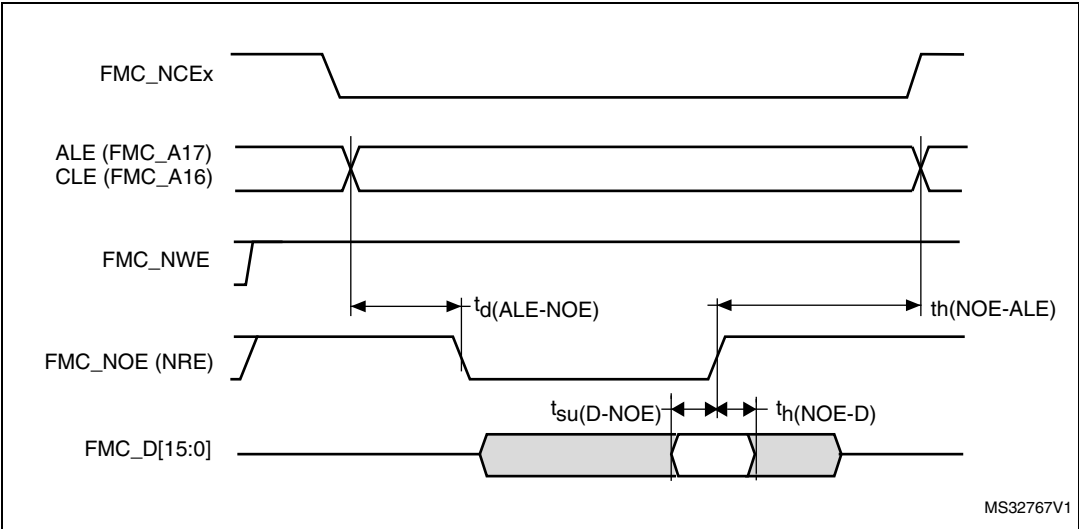 FMC_NCEx
ALE (FMC_A17)
CLE (FMC_A16)
FMC_NWE
td(ALE-NOE)
th(NOE-ALE)
FMC_NOE (NRE)
tsu(D-NOE)
th(NOE-D)
FMC_D[15:0]
MS32767V1